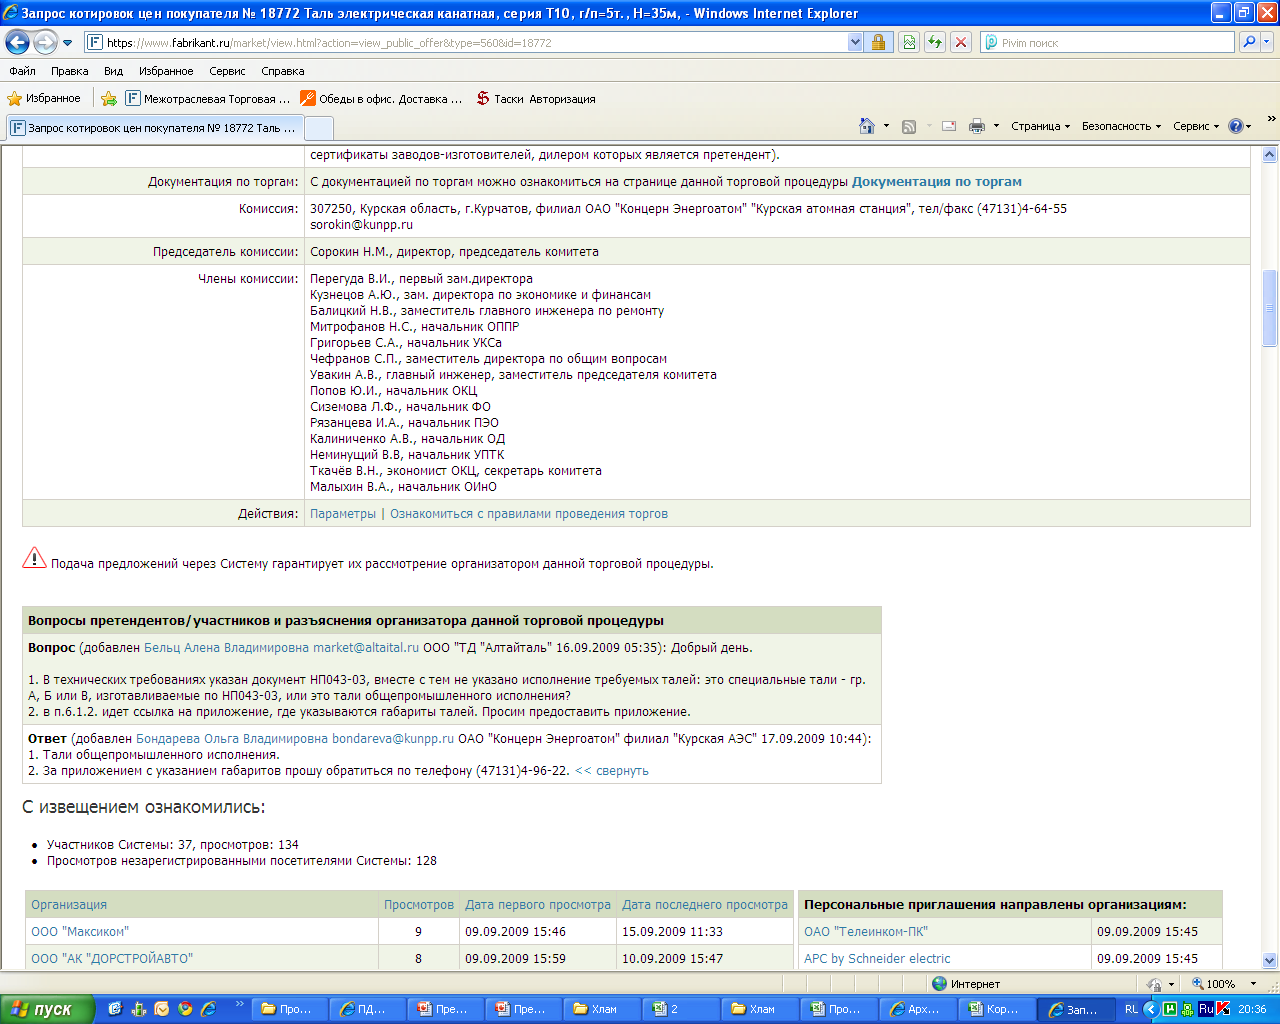 Запрос котировок цен покупателя № 18772 Таль электрическая канатная, серия Т10, г/п=5т. , Н=35м, - Windows Internet Explorer
https://www.fabrikant.ru/market/view.html?action=view_public_offer&type=560&id=18772
Pivim поиск
Файл Правка Вид Избранное Сервис Справка
Избранное Межотраслевая Торговая ... Обеды в офис. Доставка ... Таски Авторизация
Запрос котировок цен покупателя № 18772 Таль ... Страница Безопасность Сервис
сертификаты заводов-изготовителей, дилером которых является претендент).
Документация по торгам: С документацией по торгам можно ознакомиться на странице данной торговой процедуры Документация по торгам
Комиссия: 307250, Курская область, г.Курчатов, филиал ОАО "Концерн Энергоатом" "Курская атомная станция", тел/факс (47131)4-64-55
sorokin@kunpp.ru
Председатель комиссии: Сорокин Н.М., директор, председатель комитета
Члены комиссии: Перегуда В.И., первый зам.директора
Кузнецов А.Ю., зам. директора по экономике и финансам
Балицкий Н.В., заместитель главного инженера по ремонту
Митрофанов Н.С., начальник ОППР
Григорьев С.А., начальник УКСа
Чефранов С.П., заместитель директора по общим вопросам
Увакин А.В., главный инженер, заместитель председателя комитета
Попов Ю.И., начальник ОКЦ
Сиземова Л.Ф., начальник ФО
Рязанцева И.А., начальник ПЭО
Калиниченко А.В., начальник ОД
Неминущий В.В, начальник УПТК
Ткачёв В.Н., экономист ОКЦ, секретарь комитета
Малыхин В.А., начальник ОИнО
Действия: Параметры | Ознакомиться с правилами проведения торгов
Подача предложений через Систему гарантирует их рассмотрение организатором данной торговой процедуры.
Вопросы претендентов/участников и разъяснения организатора данной торговой процедуры
Вопрос (добавлен Бельц Алена Владимировна market@altaital.ru ООО "ТД "Алтайталь" 16.09.2009 05:35): Добрый день.
1. В технических требованиях указан документ НП043-03, вместе с тем не указано исполнение требуемых талей: это специальные тали - гр.
А, Б или В, изготавливаемые по НП043-03, или это тали общепромышленного исполнения?
2. в п.6.1.2. идет ссылка на приложение, где указываются габариты талей. Просим предоставить приложение.
Ответ (добавлен Бондарева Ольга Владимировна bondareva@kunpp.ru ОАО "Концерн Энергоатом" филиал "Курская АЭС" 17.09.2009 10:44):
1. Тали общепромышленного исполнения.
2. За приложением с указанием габаритов прошу обратиться по телефону (47131)4-96-22. << свернуть
С извещением ознакомились:
• Участников Системы: 37, просмотров: 134
• Просмотров незарегистрированными посетителями Системы: 128
Организация Просмотров Дата первого просмотра Дата последнего просмотра Персональные приглашения направлены организациям:
ООО "Максиком" 9 09.09.2009 15:46 15.09.2009 11:33 ОАО "Телеинком-ПК" 09.09.2009 15:45
ООО "АК "ДОРСТРОЙАВТО" 8 09.09.2009 15:59 10.09.2009 15:47 APC by Schneider electric 09.09.2009 15:45
Интернет 100%
пуск Про... ПД... Пре... Пре... Хлам 2 Хлам Про... Арх... Кор... Зап... RL Ru 20:36